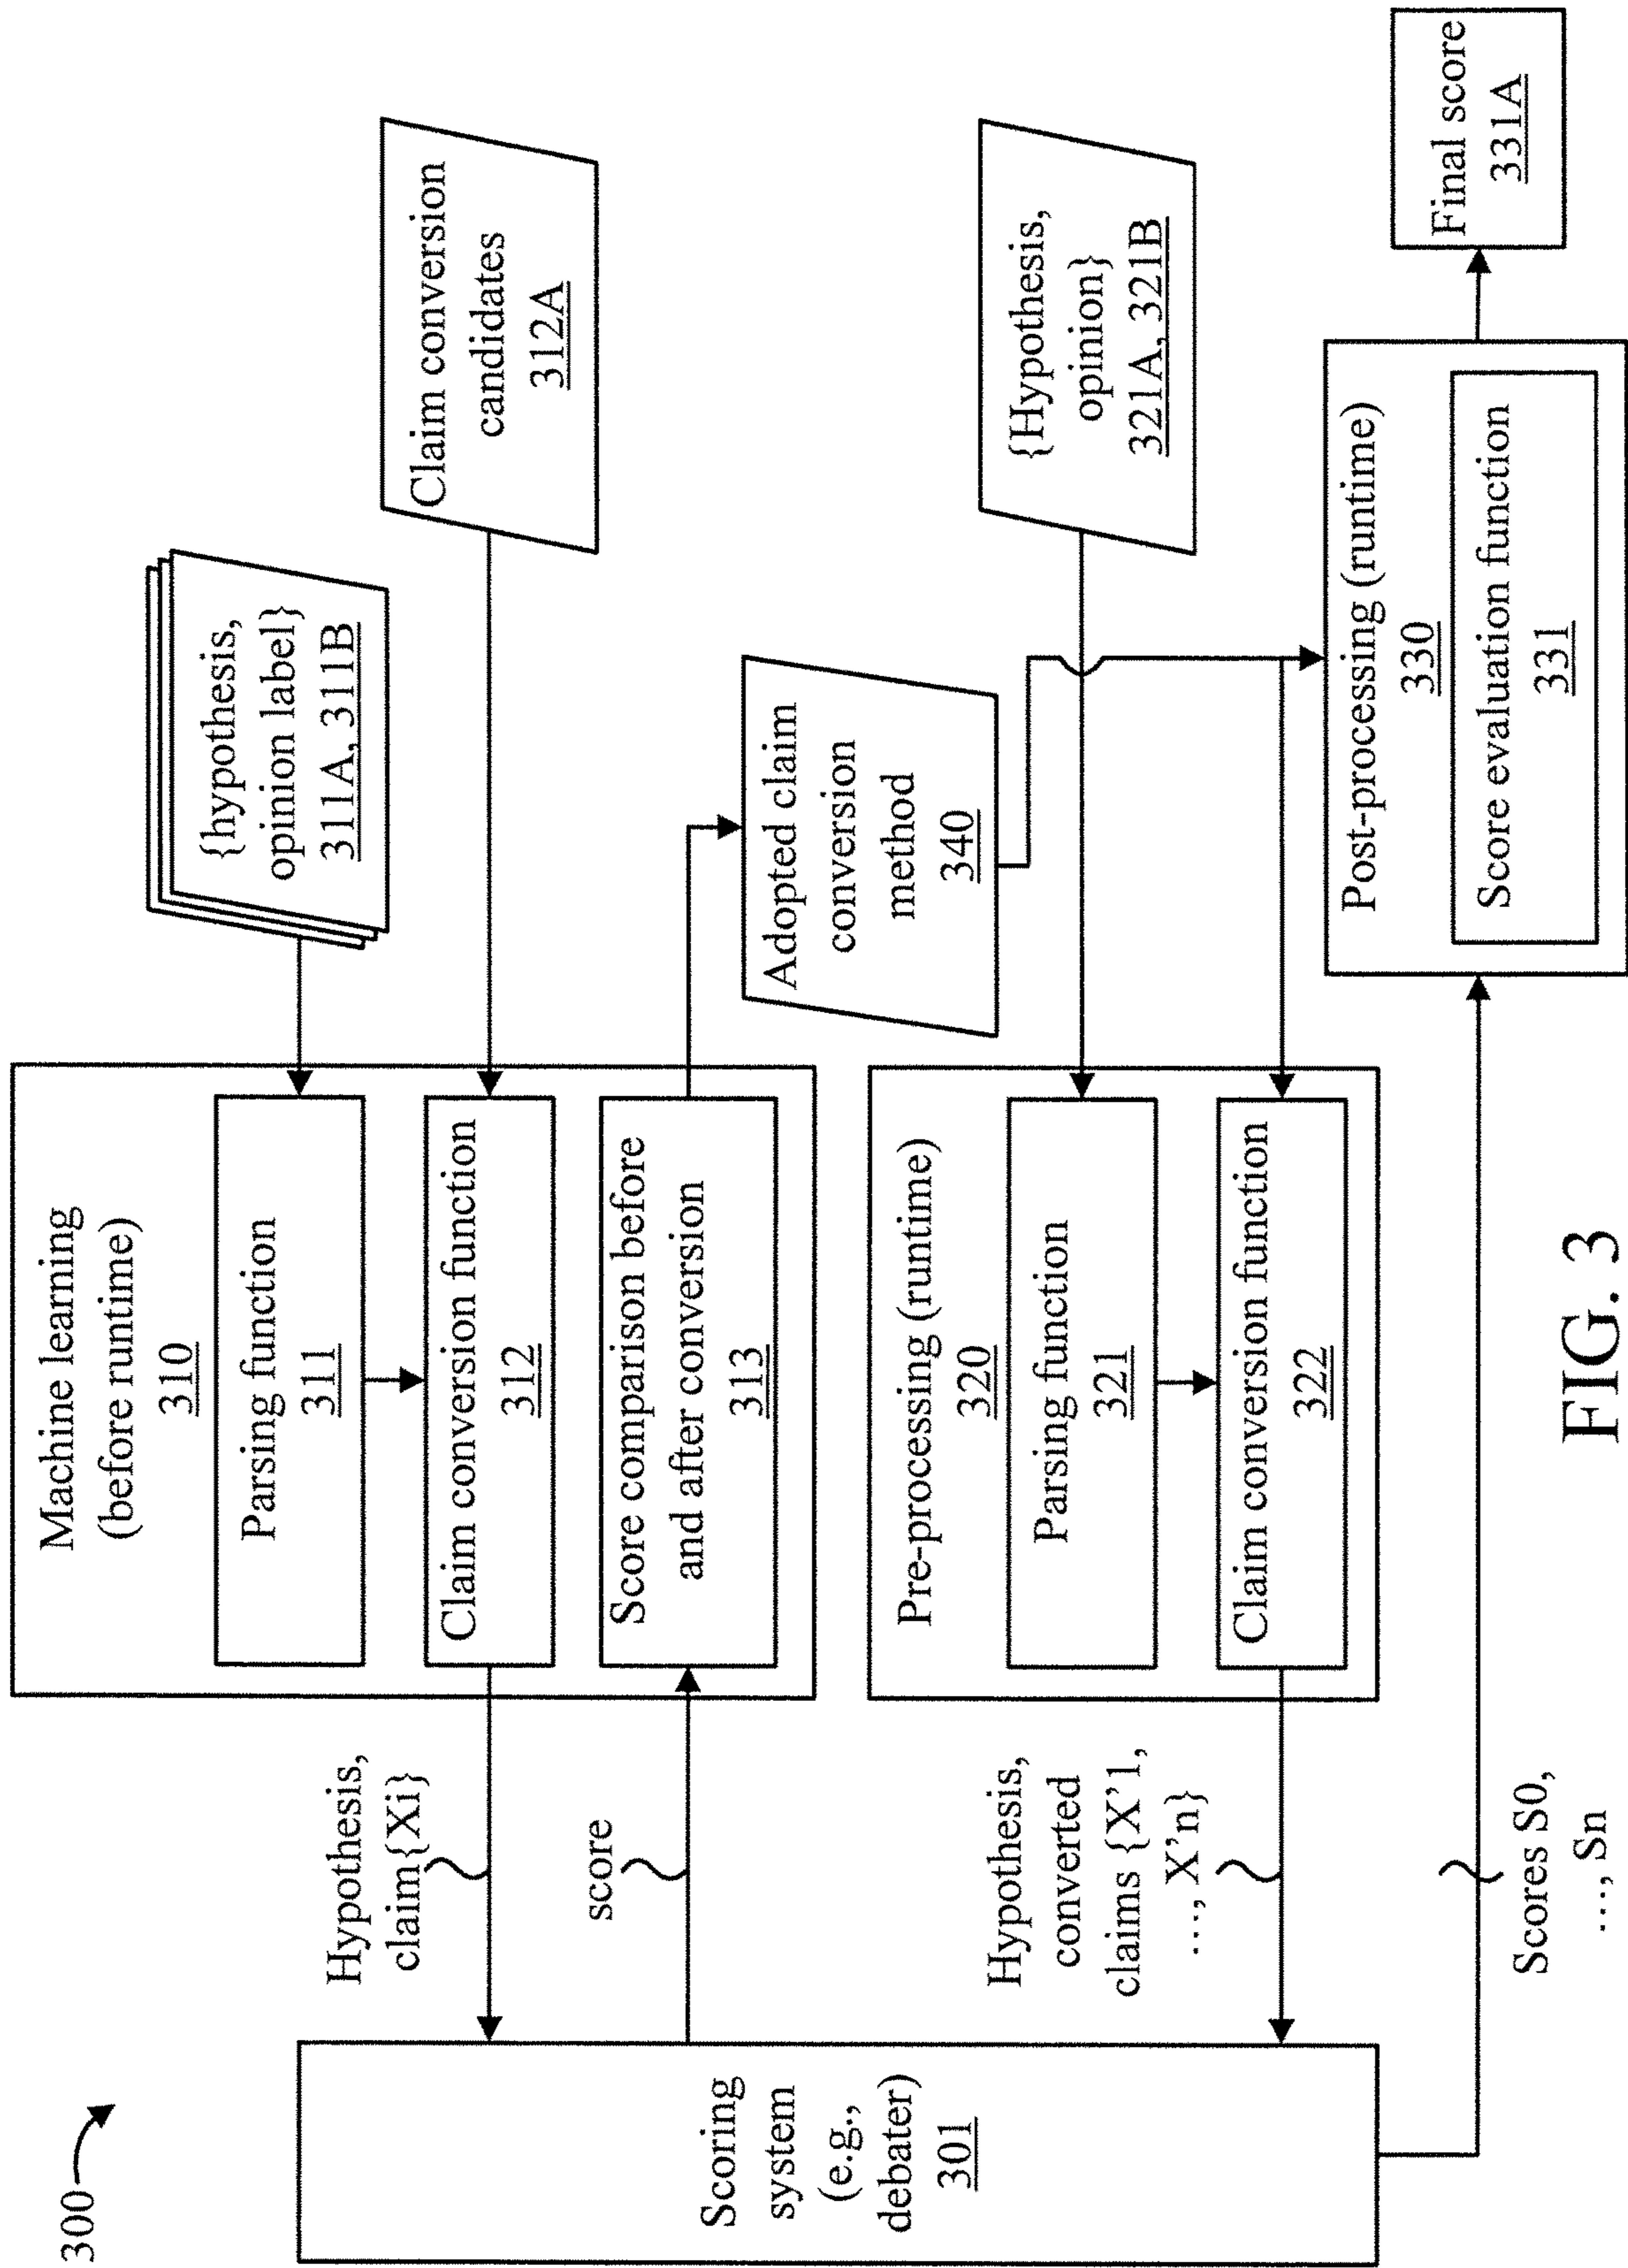 300
Scoring
system
(e.g.,
debater)
301
Hypothesis,
claim{Xi}
score
Hypothesis,
converted
claims {X'1,
…, X'n}
Scores S0,
…, Sn
Machine learning
(before runtime)
310
Parsing function
311
Claim conversion function
312
Score comparison before
and after conversion
313
Pre-processing (runtime)
320
Parsing function
321
Claim conversion function
322
{hypothesis,
opinion label}
311A, 311B
Claim conversion
candidates
312A
Adopted claim
conversion
method
340
{Hypothesis,
opinion}
321A, 321B
Post-processing (runtime)
330
Score evaluation function
331
Final score
331A
FIG. 3